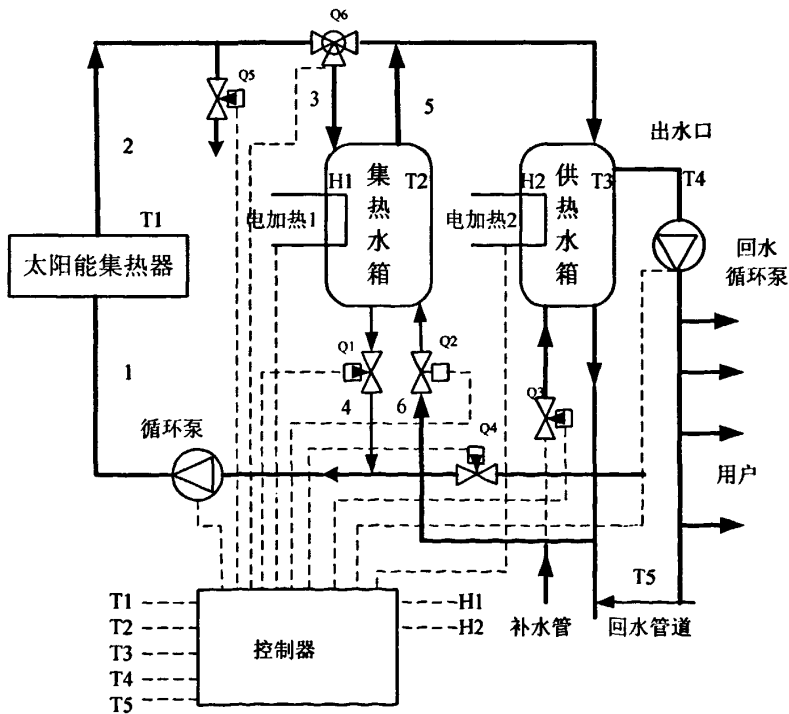 Q6
Q5
3
5
2
出水口
H1
集热水箱
T2
H2
供热水箱
T3
T4
T1
电加热1
电加热2
太阳能集热器
回水
循环泵
Q1
Q2
1
4
6
Q3
循环泵
Q4
用户
T5
T1
H1
补水管
回水管道
T2
H2
T3
控制器
T4
T5